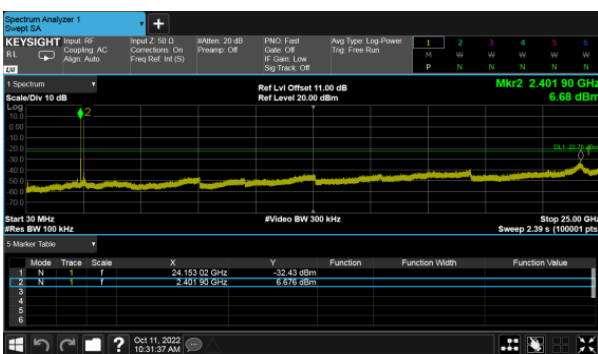 Spectrum Analyzer 1
Swept SA
+
KEYSIGHT Input: RF Input Z: 50 Ω #Atten: 20 dB PNO: Fast Avg Type: Log-Power 1 2 3 4 5 6
RL Coupling: AC Corrections: On Preamp: Off Gate: Off Trig: Free Run M W W W W W
Align: Auto Freq Ref: Int (S) IF Gain: Low
Sig Track: Off P N N N N N
1 Spectrum Ref Lvl Offset 11.00 dB Mkr2 2.401 90 GHz
Scale/Div 10 dB Ref Level 20.00 dBm 6.68 dBm
Log
10.0
0.00
-10.0
-20.0
-30.0
-40.0
-50.0
-60.0
-70.0
2
DL1 -22.70 dBm
1
Start 30 MHz #Video BW 300 kHz Stop 25.00 GHz
#Res BW 100 kHz Sweep 2.39 s (100001 pts)
5 Marker Table
Mode Trace Scale X Y Function Function Width Function Value
1 N 1 f 24.153 02 GHz -32.43 dBm
2 N 1 f 2.401 90 GHz 6.676 dBm
3
4
5
6
? Oct 11, 2022
10:31:37 AM